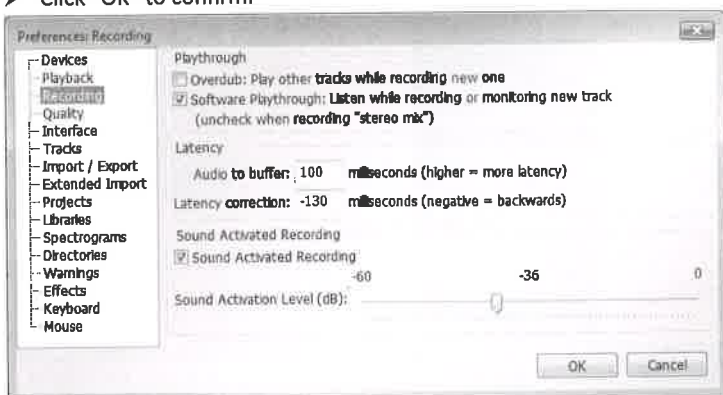 ➤ Click "OK" to confirm.
Preferences: Recording
Devices
Playback
Recording
Quality
Interface
Tracks
Import / Export
Extended Import
Projects
Libraries
Spectrograms
Directories
Warnings
Effects
Keyboard
Mouse
Playthrough
Overdub: Play other tracks while recording new one
Software Playthrough: Listen while recording or monitoring new track
(uncheck when recording "stereo mix")
Latency
Audio to buffer: 100 milliseconds (higher = more latency)
Latency correction: -130 milliseconds (negative = backwards)
Sound Activated Recording
Sound Activated Recording
-60 -36 0
Sound Activation Level (dB):
OK Cancel